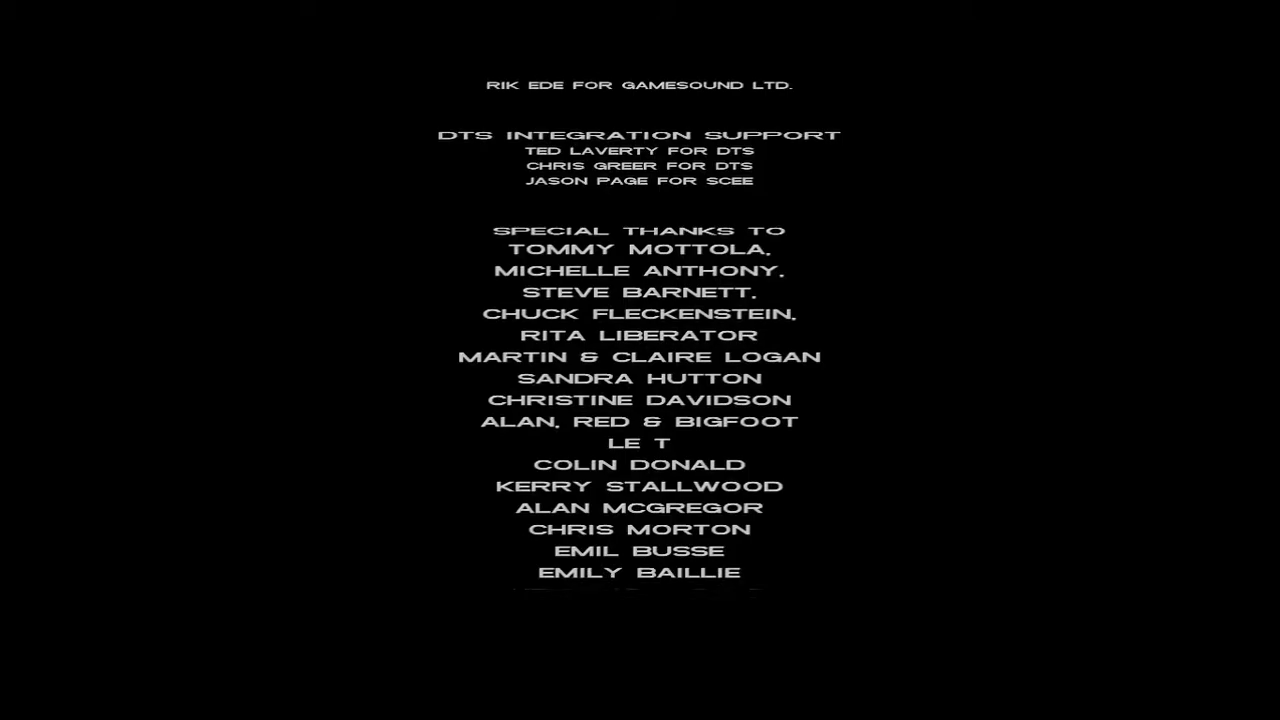 RIK EDE FOR GAMESOUND LTD.
DTS INTEGRATION SUPPORT
TED LAVERTY FOR DTS
CHRIS GREER FOR DTS
JASON PAGE FOR SCEE
SPECIAL THANKS TO
TOMMY MOTTOLA,
MICHELLE ANTHONY,
STEVE BARNETT,
CHUCK FLECKENSTEIN,
RITA LIBERATOR
MARTIN & CLAIRE LOGAN
SANDRA HUTTON
CHRISTINE DAVIDSON
ALAN, RED & BIGFOOT
LE T
COLIN DONALD
KERRY STALLWOOD
ALAN MCGREGOR
CHRIS MORTON
EMIL BUSSE
EMILY BAILLIE